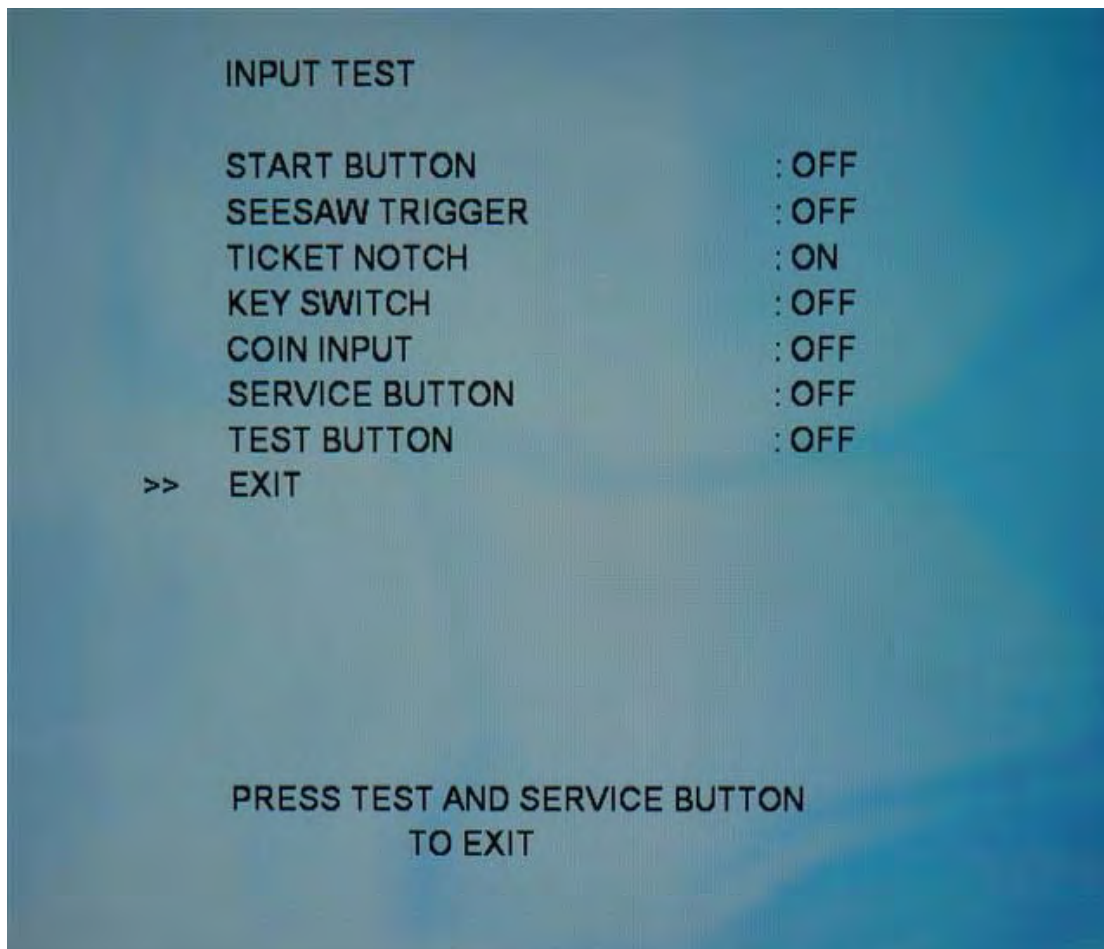 INPUT TEST
START BUTTON : OFF
SEESAW TRIGGER : OFF
TICKET NOTCH : ON
KEY SWITCH : OFF
COIN INPUT : OFF
SERVICE BUTTON : OFF
TEST BUTTON : OFF
>> EXIT
PRESS TEST AND SERVICE BUTTON
TO EXIT